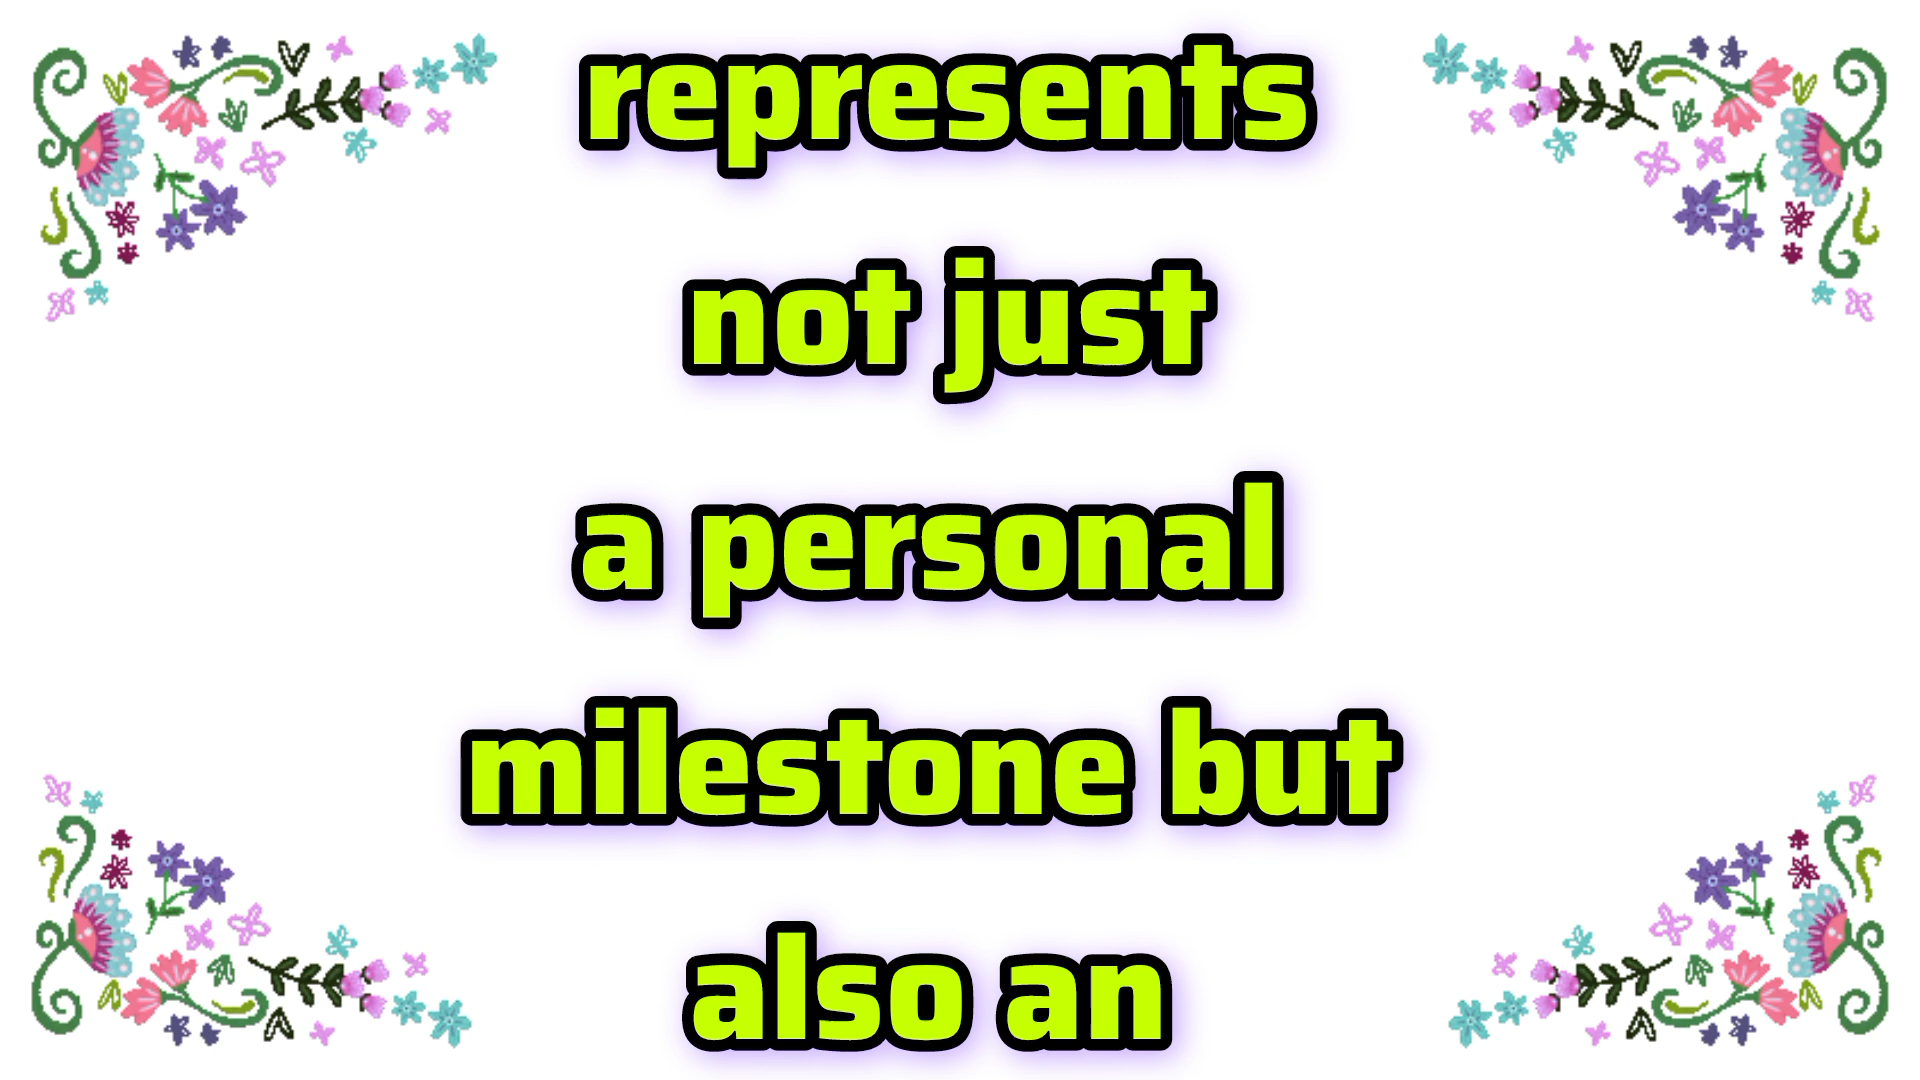 represents
not just
a personal
milestone but
also an